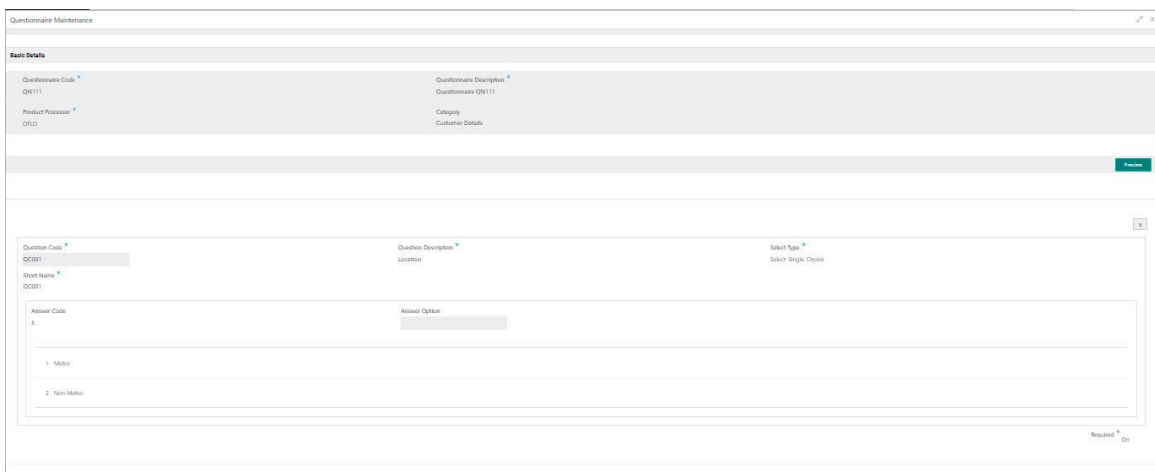 Questionnaire Maintenance
Basic Details
Questionnaire Code * Questionnaire Description *
QN111 Questionnaire QN111
Product Processor * Category
OFLO Customer Details
Preview
x
Question Code * Question Description * Select Type *
QC001 Location Select Single Choice
Short Name *
QC001
Answer Code Answer Option
3
1 Metro
2 Non Metro
Required *
On